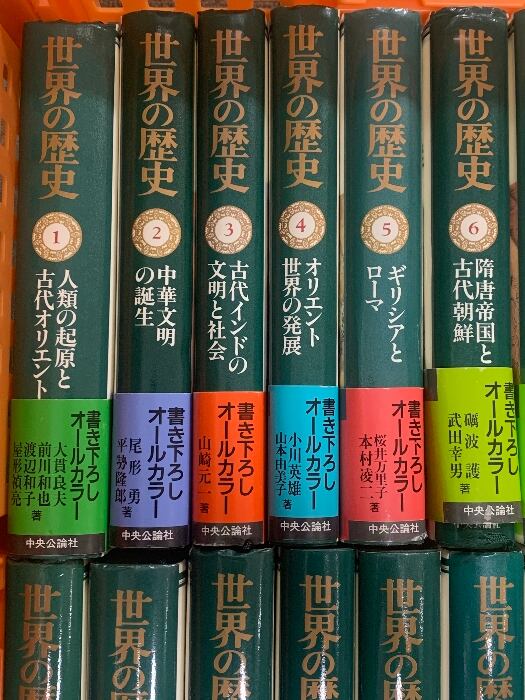 世界の歴史
1
人類の起原と
古代オリエント
書き下ろし
オールカラー
大貫良夫
前川和也
渡辺和子
屋形禎亮
著
中央公論社
世界の歴史
2
中華文明
の誕生
書き下ろし
オールカラー
尾形 勇
平勢隆郎
著
中央公論社
世界の歴史
3
古代インドの
文明と社会
書き下ろし
オールカラー
山崎元一
著
中央公論社
世界の歴史
4
オリエント
世界の発展
書き下ろし
オールカラー
小川英雄
山本由美子
著
中央公論社
世界の歴史
5
ギリシアと
ローマ
書き下ろし
オールカラー
桜井万里子
本村凌二
著
中央公論社
世界の歴史
6
隋唐帝国と
古代朝鮮
書き下ろし
オールカラー
礪波 護
武田幸男
著
中央公論社
世界の歴
世界の
世界の歴
世界の歴
世界の歴
世界の歴